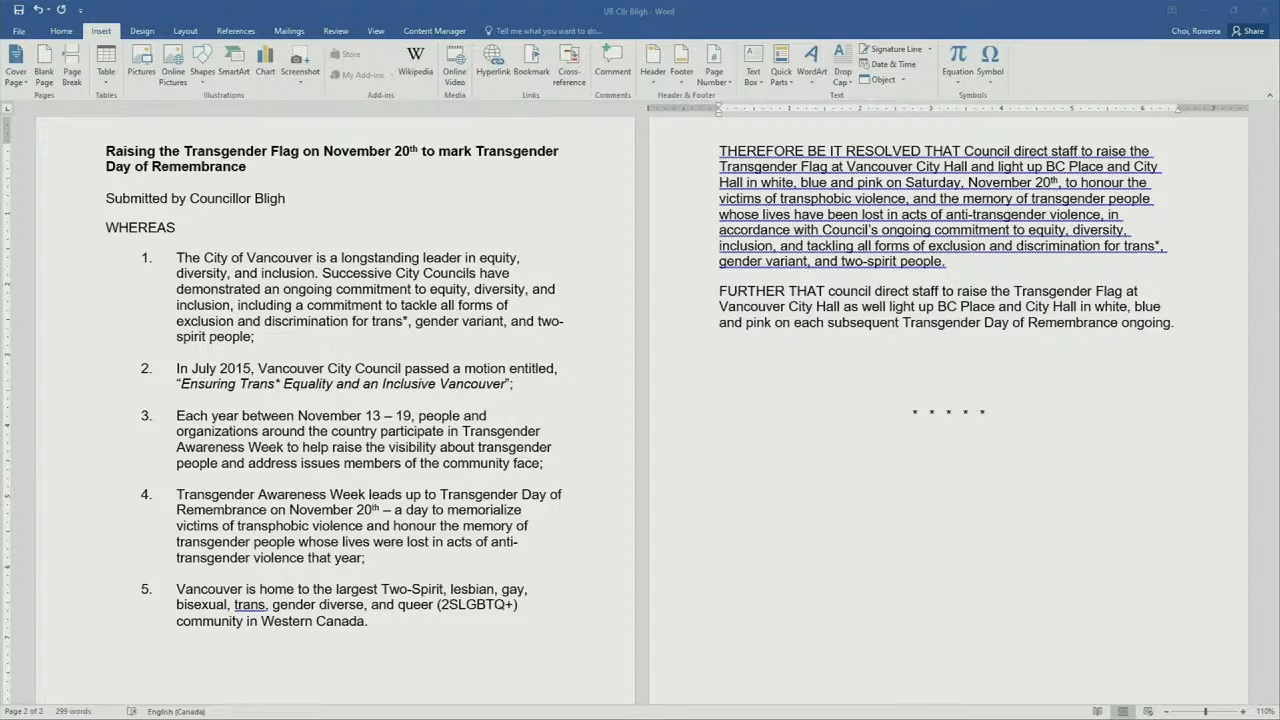 UB Cllr Bligh - Word
File Home Insert Design Layout References Mailings Review View Content Manager Tell me what you want to do... Choi, Rowena Share
Cover Page Blank Page Page Break Table Pictures Online Pictures Shapes SmartArt Chart Screenshot Store My Add-ins Wikipedia Online Video Hyperlink Bookmark Cross-reference Comment Header Footer Page Number Text Box Quick Parts WordArt Drop Cap Signature Line Date & Time Object Equation Symbol
Pages Tables Illustrations Add-ins Media Links Comments Header & Footer Text Symbols
Raising the Transgender Flag on November 20th to mark Transgender
Day of Remembrance
Submitted by Councillor Bligh
WHEREAS
1. The City of Vancouver is a longstanding leader in equity,
diversity, and inclusion. Successive City Councils have
demonstrated an ongoing commitment to equity, diversity, and
inclusion, including a commitment to tackle all forms of
exclusion and discrimination for trans*, gender variant, and two-
spirit people;
2. In July 2015, Vancouver City Council passed a motion entitled,
“Ensuring Trans* Equality and an Inclusive Vancouver”;
3. Each year between November 13 – 19, people and
organizations around the country participate in Transgender
Awareness Week to help raise the visibility about transgender
people and address issues members of the community face;
4. Transgender Awareness Week leads up to Transgender Day of
Remembrance on November 20th – a day to memorialize
victims of transphobic violence and honour the memory of
transgender people whose lives were lost in acts of anti-
transgender violence that year;
5. Vancouver is home to the largest Two-Spirit, lesbian, gay,
bisexual, trans, gender diverse, and queer (2SLGBTQ+)
community in Western Canada.
THEREFORE BE IT RESOLVED THAT Council direct staff to raise the
Transgender Flag at Vancouver City Hall and light up BC Place and City
Hall in white, blue and pink on Saturday, November 20th, to honour the
victims of transphobic violence, and the memory of transgender people
whose lives have been lost in acts of anti-transgender violence, in
accordance with Council’s ongoing commitment to equity, diversity,
inclusion, and tackling all forms of exclusion and discrimination for trans*,
gender variant, and two-spirit people.
FURTHER THAT council direct staff to raise the Transgender Flag at
Vancouver City Hall as well light up BC Place and City Hall in white, blue
and pink on each subsequent Transgender Day of Remembrance ongoing.
* * * * *
Page 2 of 2 299 words English (Canada) 110%